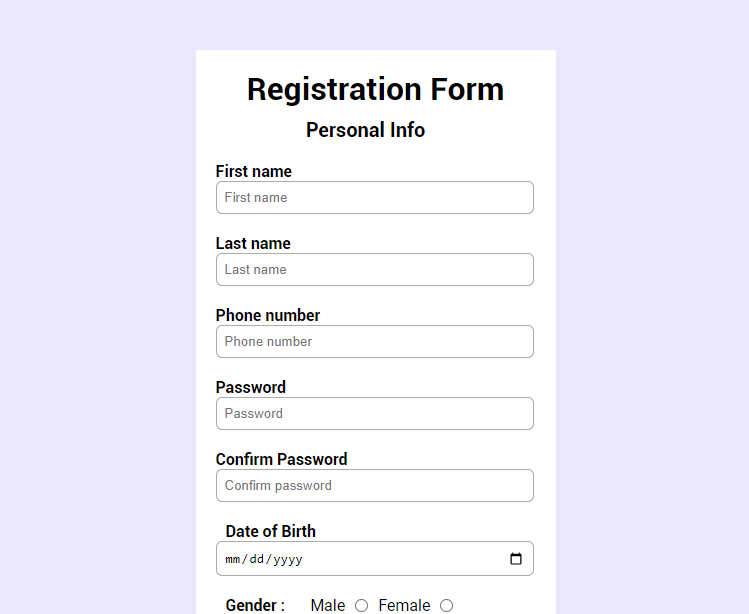 Registration Form
Personal Info
First name
First name
Last name
Last name
Phone number
Phone number
Password
Password
Confirm Password
Confirm password
Date of Birth
mm/dd/yyyy
Gender : Male Female